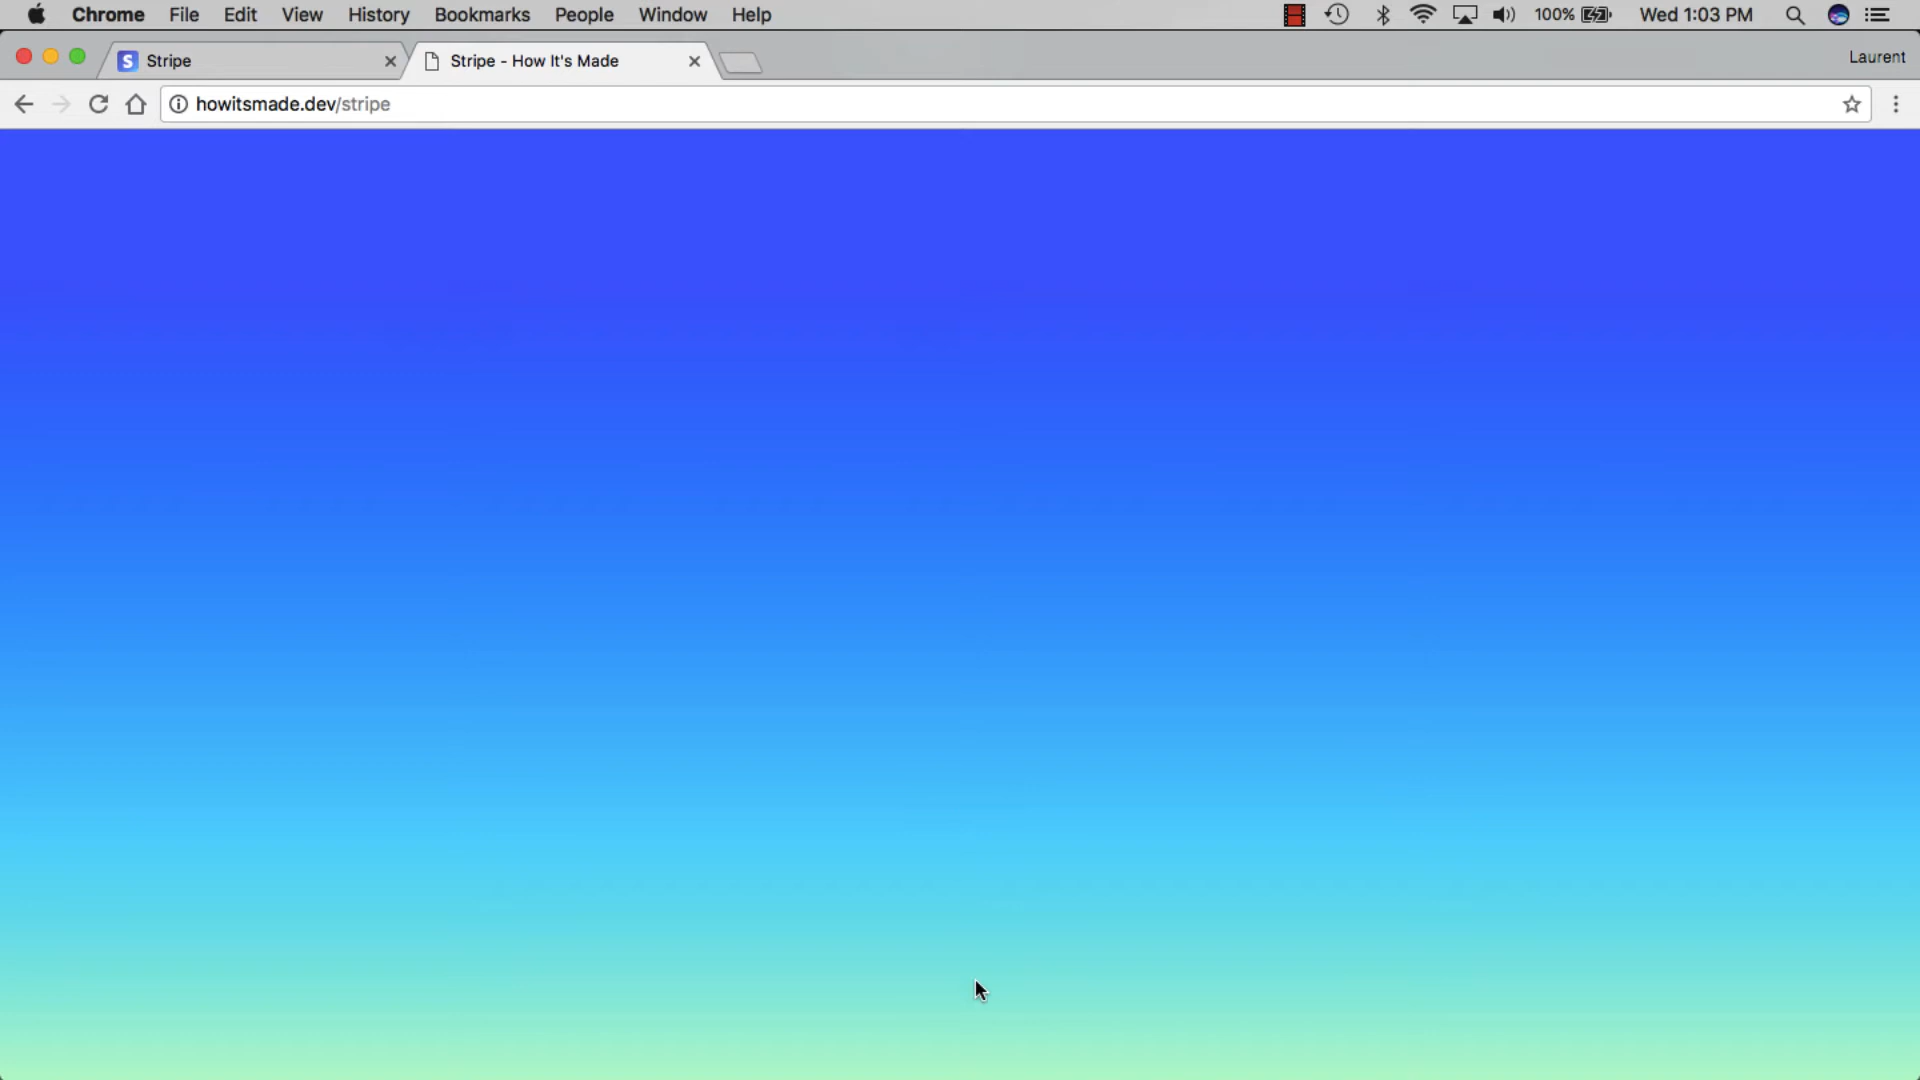 Chrome File Edit View History Bookmarks People Window Help 100% Wed 1:03 PM
S Stripe Stripe - How It's Made Laurent
howitsmade.dev/stripe